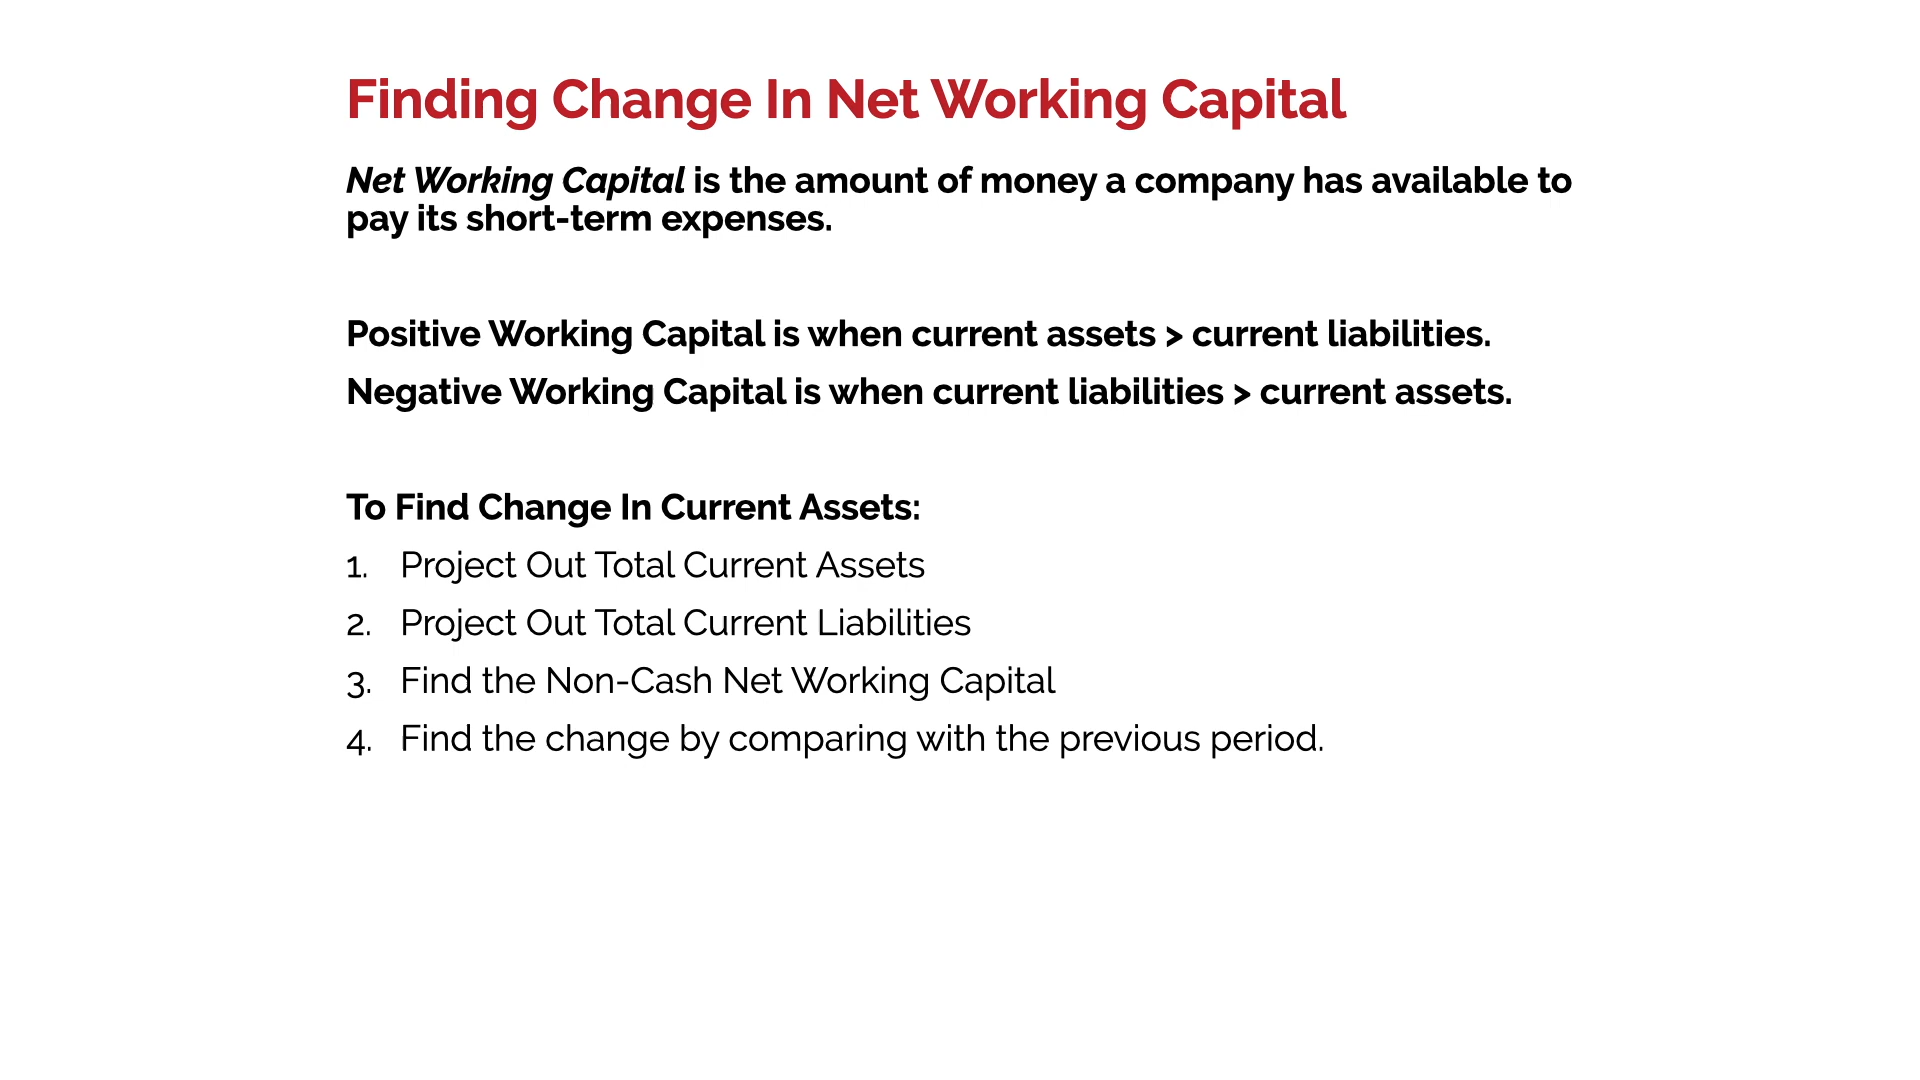 Finding Change In Net Working Capital
Net Working Capital is the amount of money a company has available to
pay its short-term expenses.
Positive Working Capital is when current assets > current liabilities.
Negative Working Capital is when current liabilities > current assets.
To Find Change In Current Assets:
1. Project Out Total Current Assets
2. Project Out Total Current Liabilities
3. Find the Non-Cash Net Working Capital
4. Find the change by comparing with the previous period.